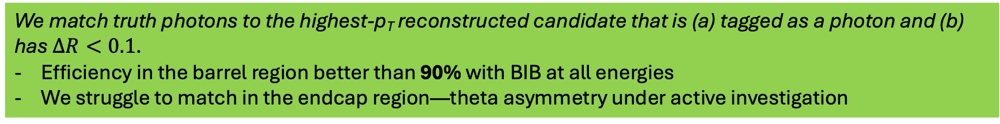 We match truth photons to the highest-pT reconstructed candidate that is (a) tagged as a photon and (b)
has ΔR < 0.1.
- Efficiency in the barrel region better than 90% with BIB at all energies
- We struggle to match in the endcap region—theta asymmetry under active investigation